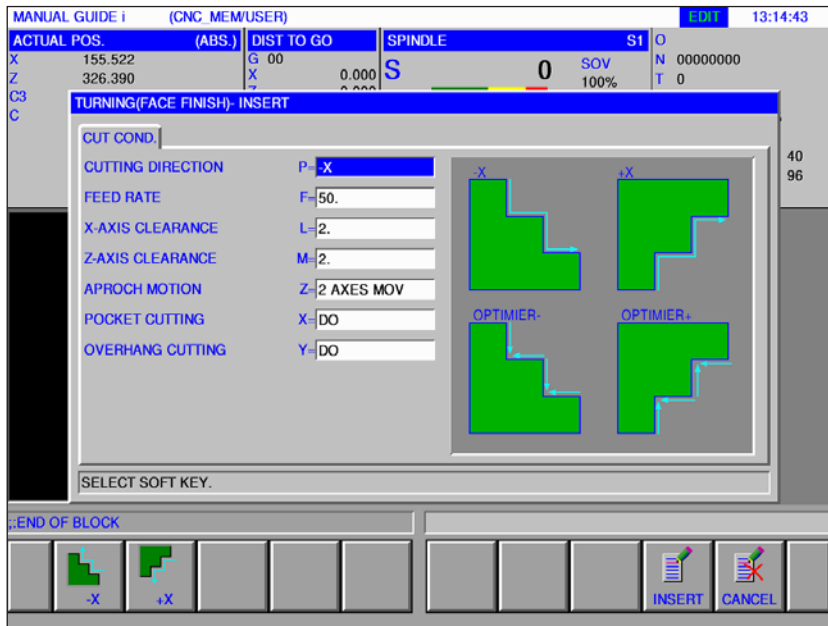 MANUAL GUIDE i (CNC_MEM/USER) EDIT 13:14:43
ACTUAL POS. (ABS.) DIST TO GO SPINDLE S1 O
X 155.522 G 00 N 00000000
Z 326.390 X 0.000 S 0 SOV T 0
C3 100%
C
TURNING(FACE FINISH)- INSERT
CUT COND.
CUTTING DIRECTION P=-X
FEED RATE F=50.
X-AXIS CLEARANCE L=2.
Z-AXIS CLEARANCE M=2.
APROCH MOTION Z=2 AXES MOV
POCKET CUTTING X=DO
OVERHANG CUTTING Y=DO
-X +X
OPTIMIER- OPTIMIER+
40
96
SELECT SOFT KEY.
;:END OF BLOCK
-X +X INSERT CANCEL